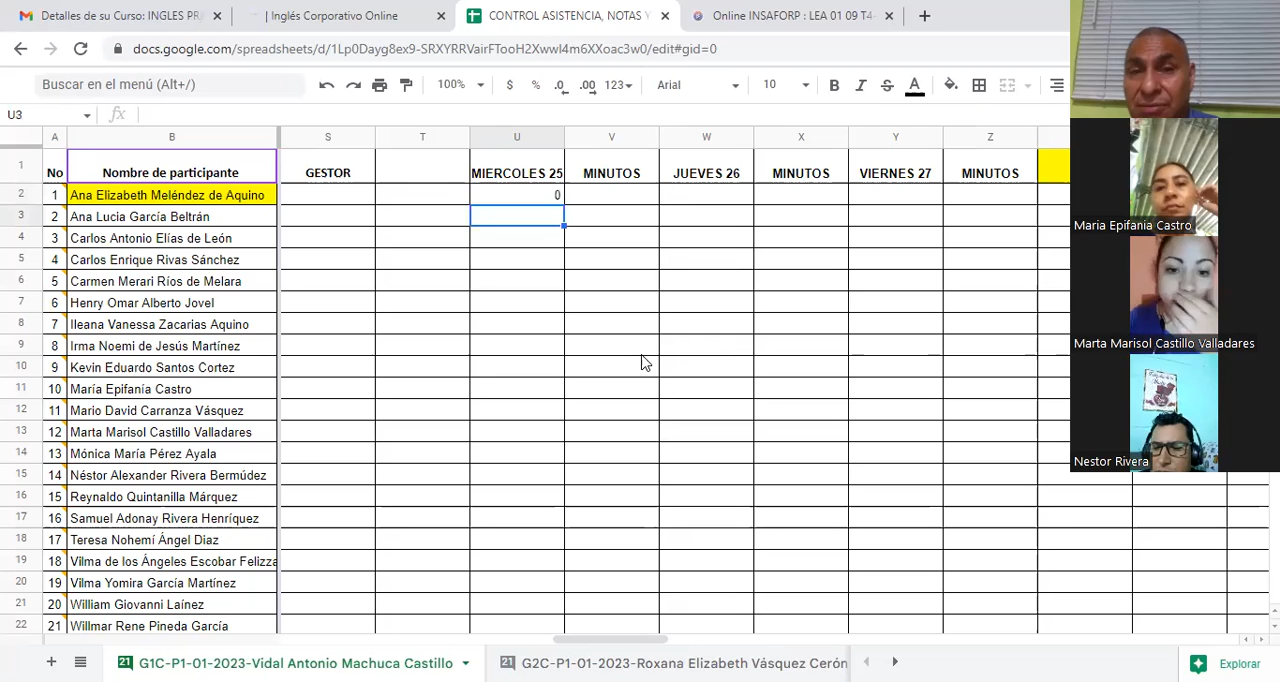 Detalles de su Curso: INGLES PRI
| Inglés Corporativo Online
CONTROL ASISTENCIA, NOTAS Y
Online INSAFORP : LEA 01 09 T4-
docs.google.com/spreadsheets/d/1Lp0Dayg8ex9-SRXYRRVairFTooH2Xwwl4m6XXoac3w0/edit#gid=0
Buscar en el menú (Alt+/)
100%
$ % .0 .00 123
Arial
10
B I S A
U3
fx
A B S T U V W X Y Z
1 No Nombre de participante GESTOR MIERCOLES 25 MINUTOS JUEVES 26 MINUTOS VIERNES 27 MINUTOS
2 1 Ana Elizabeth Meléndez de Aquino 0
3 2 Ana Lucia García Beltrán
4 3 Carlos Antonio Elías de León
5 4 Carlos Enrique Rivas Sánchez
6 5 Carmen Merari Ríos de Melara
7 6 Henry Omar Alberto Jovel
8 7 Ileana Vanessa Zacarias Aquino
9 8 Irma Noemi de Jesús Martínez
10 9 Kevin Eduardo Santos Cortez
11 10 María Epifanía Castro
12 11 Mario David Carranza Vásquez
13 12 Marta Marisol Castillo Valladares
14 13 Mónica María Pérez Ayala
15 14 Néstor Alexander Rivera Bermúdez
16 15 Reynaldo Quintanilla Márquez
17 16 Samuel Adonay Rivera Henríquez
18 17 Teresa Nohemí Ángel Diaz
19 18 Vilma de los Ángeles Escobar Felizza
20 19 Vilma Yomira García Martínez
21 20 William Giovanni Laínez
22 21 Willmar Rene Pineda García
21 G1C-P1-01-2023-Vidal Antonio Machuca Castillo
21 G2C-P1-01-2023-Roxana Elizabeth Vásquez Cerón
Explorar
Maria Epifania Castro
Marta Marisol Castillo Valladares
Nestor Rivera